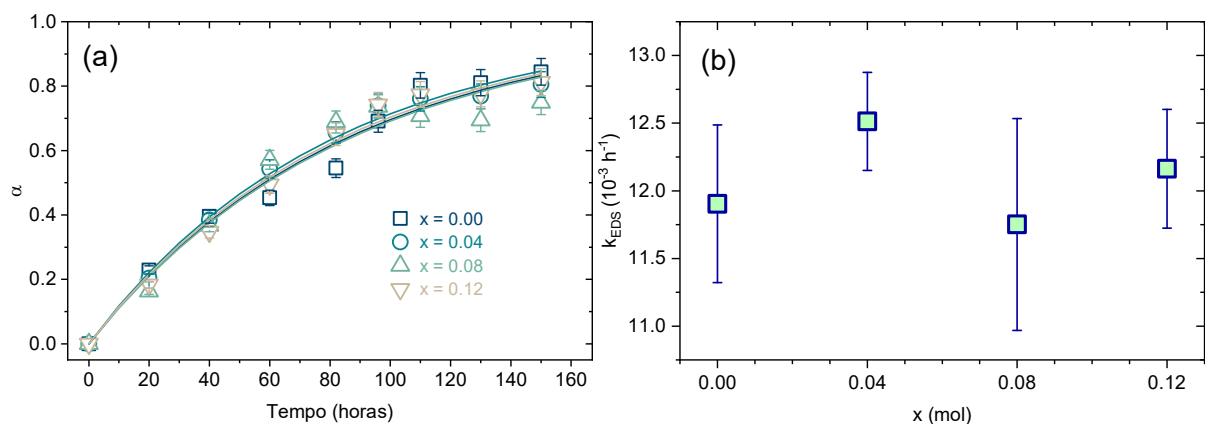 (a)
1.0
0.8
0.6
0.4
0.2
0.0
α
x = 0.00
x = 0.04
x = 0.08
x = 0.12
0 20 40 60 80 100 120 140 160
Tempo (horas)
(b)
13.0
12.5
12.0
11.5
11.0
k_EDS (10⁻³ h⁻¹)
0.00 0.04 0.08 0.12
x (mol)